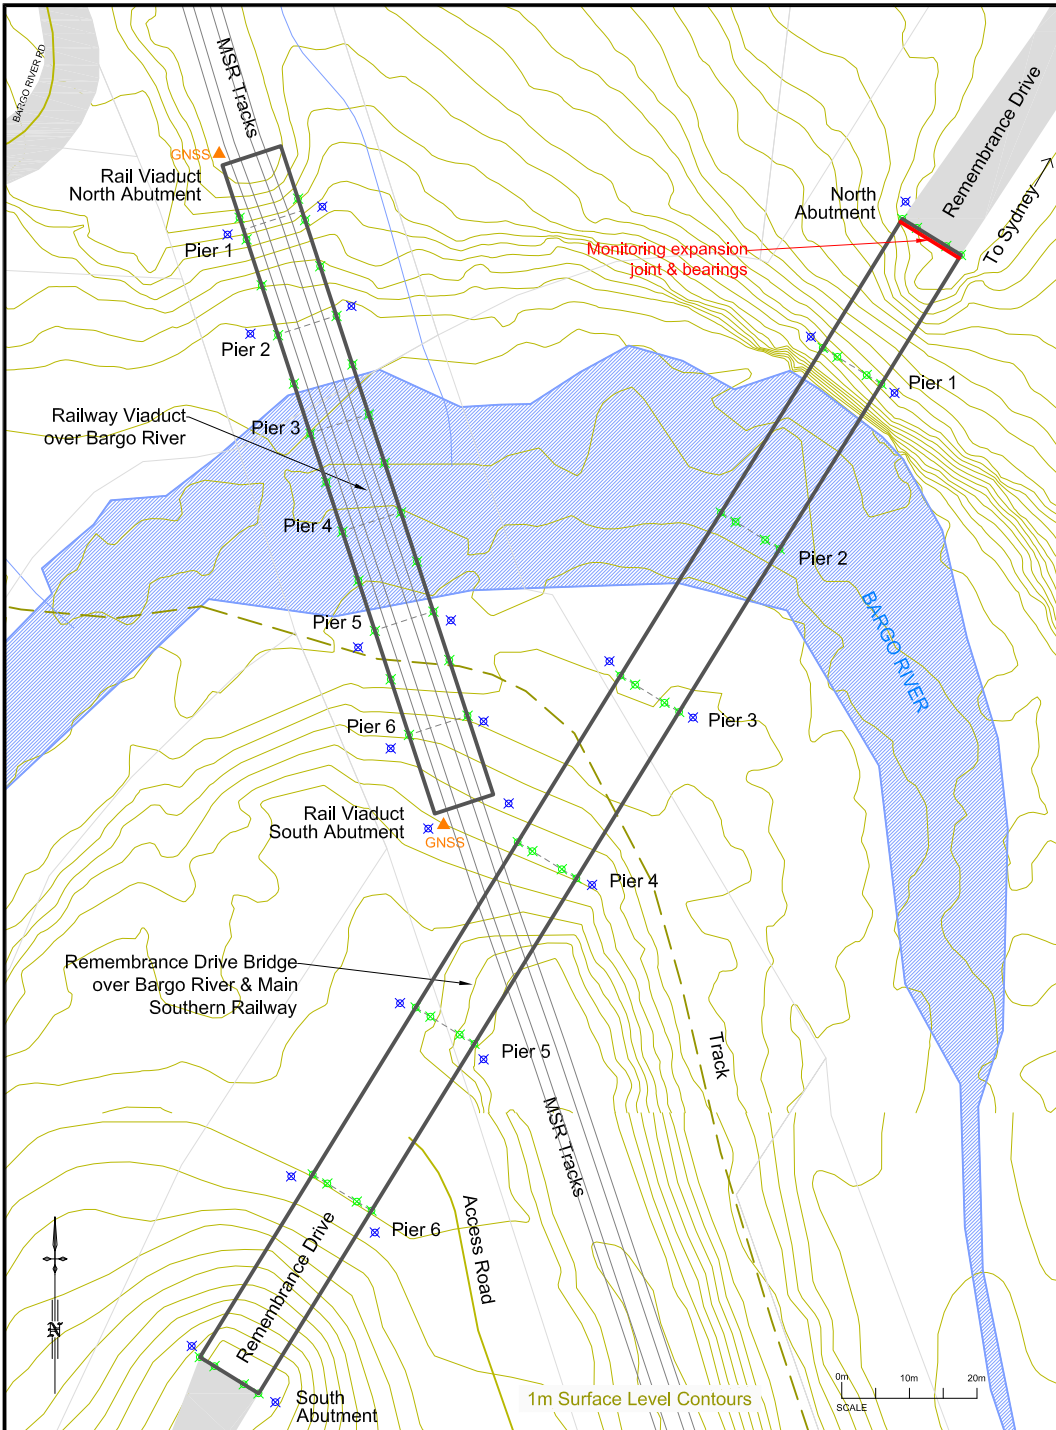 BARGO RIVER RD
MSR Tracks
GNSS
Rail Viaduct
North Abutment
Pier 1
Pier 2
Railway Viaduct
over Bargo River
Pier 3
Pier 4
Pier 5
Pier 6
Rail Viaduct
South Abutment
GNSS
Remembrance Drive
To Sydney
North
Abutment
Monitoring expansion
joint & bearings
Pier 1
Pier 2
BARGO RIVER
Pier 3
Pier 4
Remembrance Drive Bridge
over Bargo River & Main
Southern Railway
Pier 5
Track
MSR Tracks
Pier 6
Access Road
Remembrance Drive
South
Abutment
N
1m Surface Level Contours
0m 10m 20m
SCALE